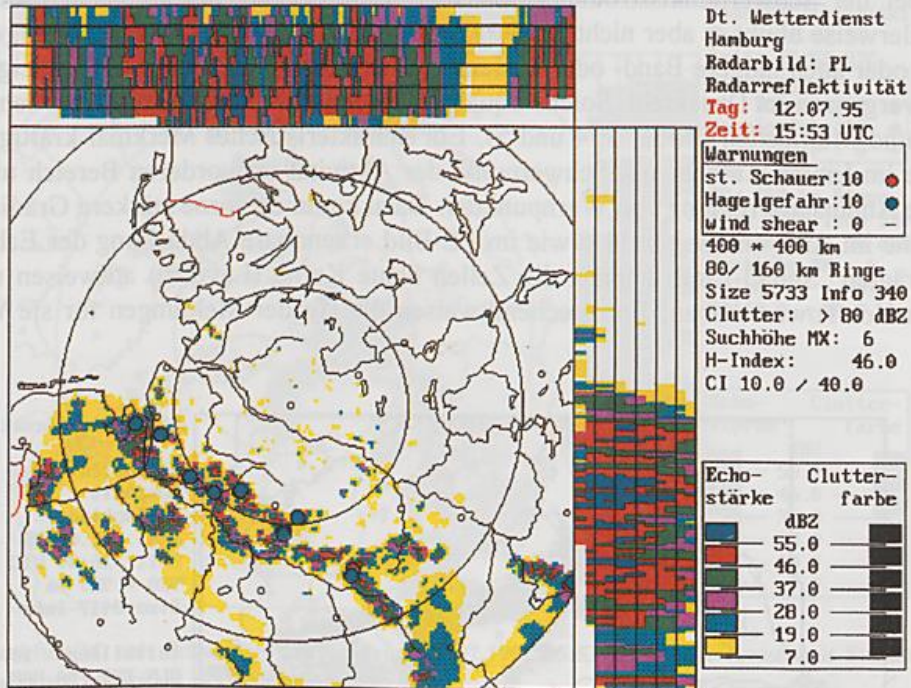 Dt. Wetterdienst
Hamburg
Radarbild: PL
Radarreflektivität
Tag: 12.07.95
Zeit: 15:53 UTC
Warnungen
st. Schauer:10
Hagelgefahr:10
wind shear : 0 -
400 * 400 km
80/ 160 km Ringe
Size 5733 Info 340
Clutter: X 80 dBZ
Suchhöhe MX: 6
H-Index: 46.0
CI 10.0 / 40.0
Echo- Clutter-
stärke farbe
dBZ
55.0
46.0
37.0
28.0
19.0
7.0